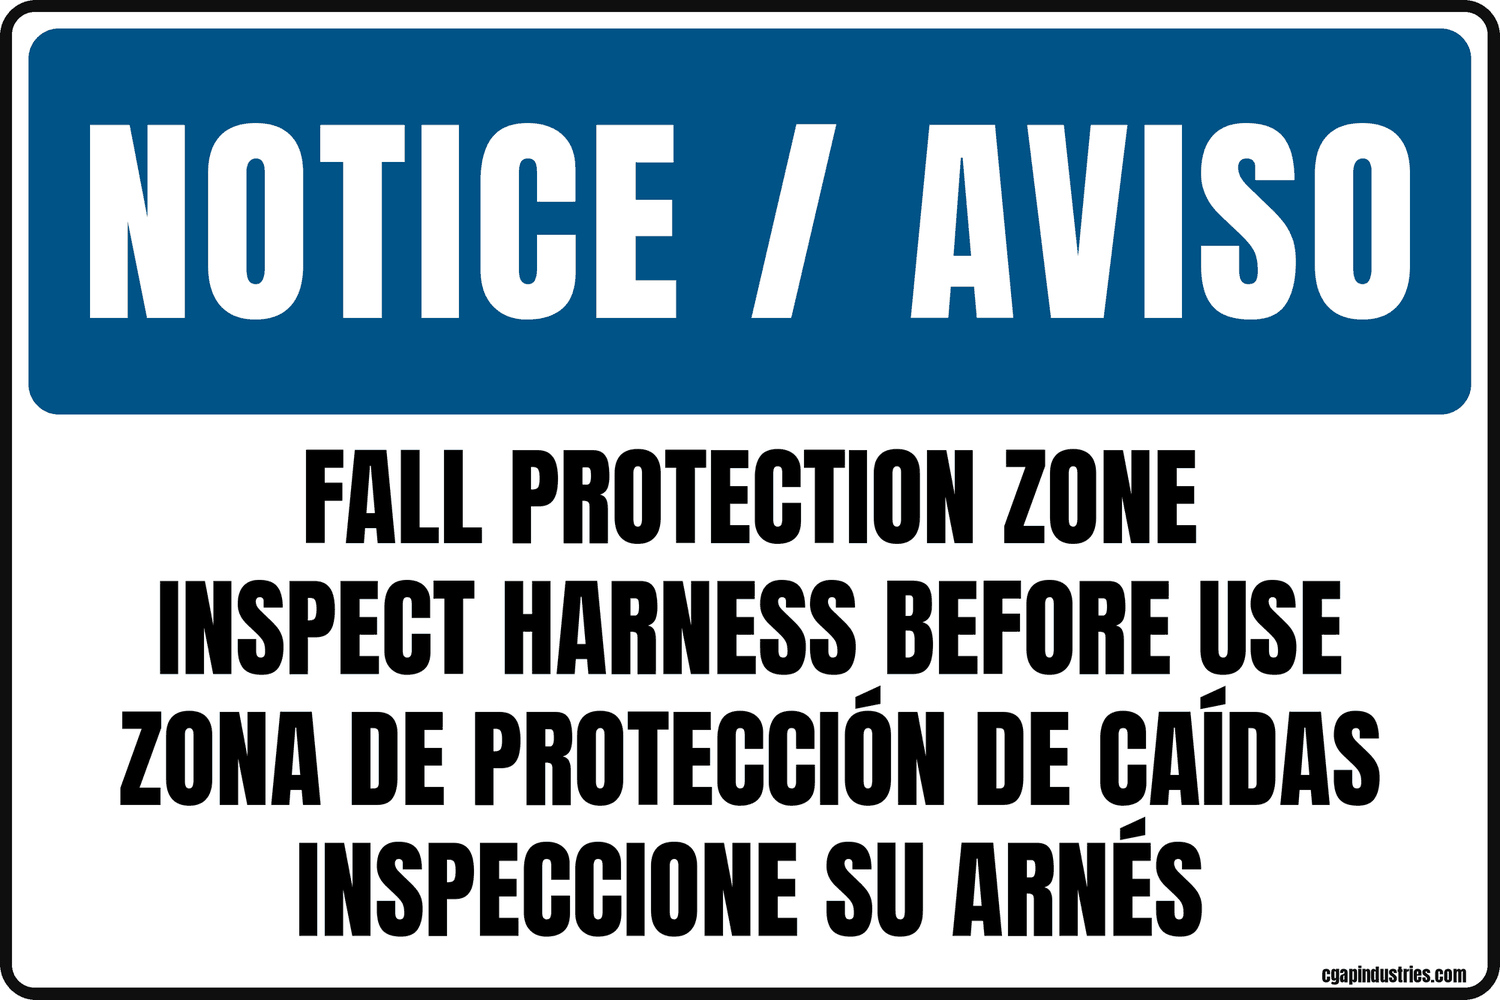 NOTICE / AVISO
FALL PROTECTION ZONE
INSPECT HARNESS BEFORE USE
ZONA DE PROTECCIÓN DE CAÍDAS
INSPECCIONE SU ARNÉS
cgapindustries.com